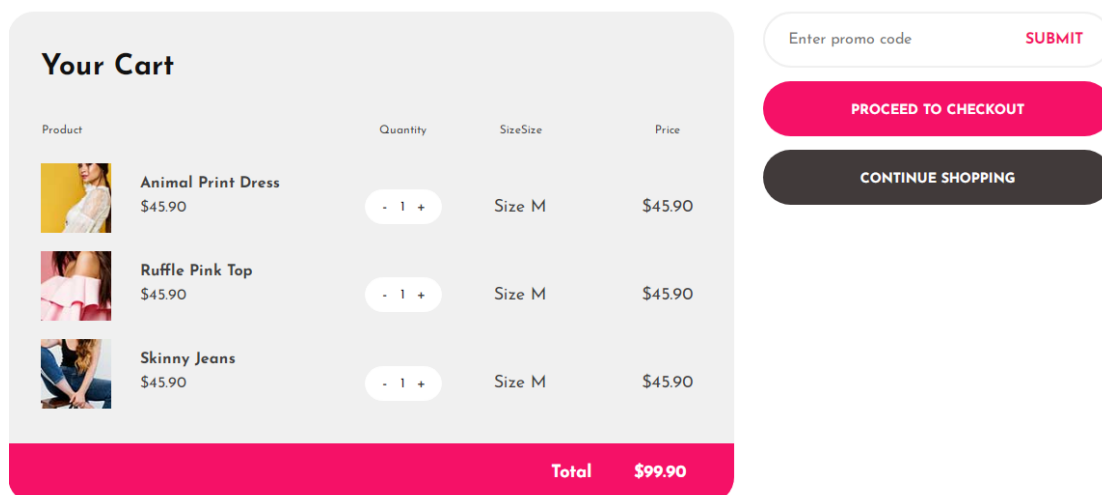 Your Cart
Product Quantity SizeSize Price
Animal Print Dress
$45.90
- 1 + Size M $45.90
Ruffle Pink Top
$45.90
- 1 + Size M $45.90
Skinny Jeans
$45.90
- 1 + Size M $45.90
Total $99.90
Enter promo code SUBMIT
PROCEED TO CHECKOUT
CONTINUE SHOPPING